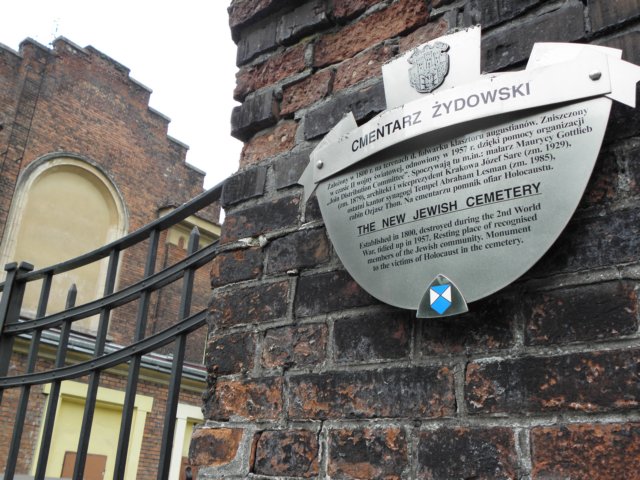 CMENTARZ ŻYDOWSKI
Założony w 1800 r. na terenach d. folwarku klasztoru augustianów. Zniszczony
w czasie II wojny światowej, odnowiony w 1957 r. dzięki pomocy organizacji
„Join Distribution Committee". Spoczywają tu m.in.: malarz Maurycy Gottlieb
(zm. 1879), architekt i wiceprezydent Krakowa Józef Sare (zm. 1929),
ostatni kantor synagogi Tempel Abraham Lesman (zm. 1985),
rabin Ozjasz Thon. Na cmentarzu pomnik ofiar Holocaustu.
THE NEW JEWISH CEMETERY
Established in 1800, destroyed during the 2nd World
War, tidied up in 1957. Resting place of recognised
members of the Jewish community. Monument
to the victims of Holocaust in the cemetery.